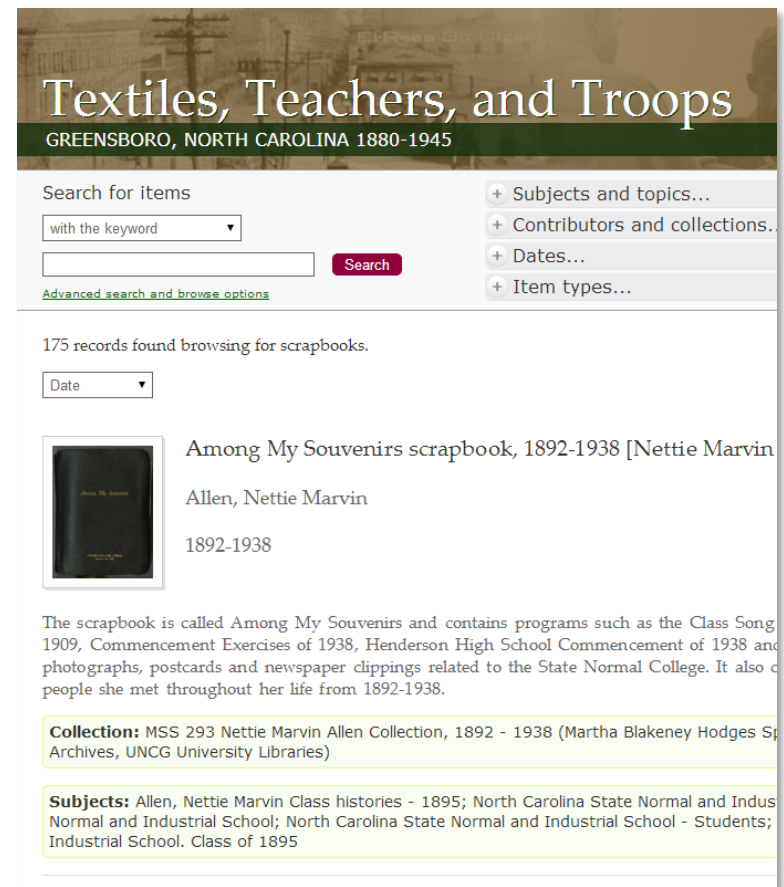 Textiles, Teachers, and Troops
GREENSBORO, NORTH CAROLINA 1880-1945
Search for items
with the keyword
Search
Advanced search and browse options
+ Subjects and topics...
+ Contributors and collections..
+ Dates...
+ Item types...
175 records found browsing for scrapbooks.
Date
Among My Souvenirs
Among My Souvenirs scrapbook, 1892-1938 [Nettie Marvin
Allen, Nettie Marvin
1892-1938
The scrapbook is called Among My Souvenirs and contains programs such as the Class Song
1909, Commencement Exercises of 1938, Henderson High School Commencement of 1938 and
photographs, postcards and newspaper clippings related to the State Normal College. It also
people she met throughout her life from 1892-1938.
Collection: MSS 293 Nettie Marvin Allen Collection, 1892 - 1938 (Martha Blakeney Hodges
Archives, UNCG University Libraries)
Subjects: Allen, Nettie Marvin Class histories - 1895; North Carolina State Normal and Indus
Normal and Industrial School; North Carolina State Normal and Industrial School - Students;
Industrial School. Class of 1895